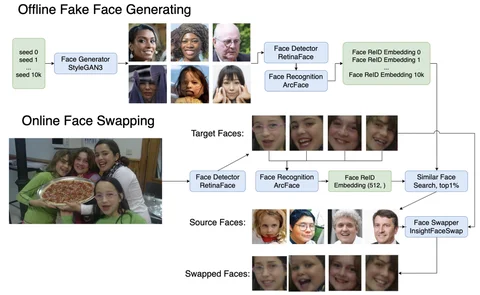 Offline Fake Face Generating
seed 0
seed 1
...
seed 10k
Face Generator
StyleGAN3
Face Detector
RetinaFace
Face Recognition
ArcFace
Face ReID Embedding 0
Face ReID Embedding 1
...
Face ReID Embedding 10k
Online Face Swapping
Target Faces:
Face Detector
RetinaFace
Face Recognition
ArcFace
Face ReID
Embedding (512, )
Similar Face
Search, top1%
Source Faces:
Face Swapper
InsightFaceSwap
Swapped Faces: